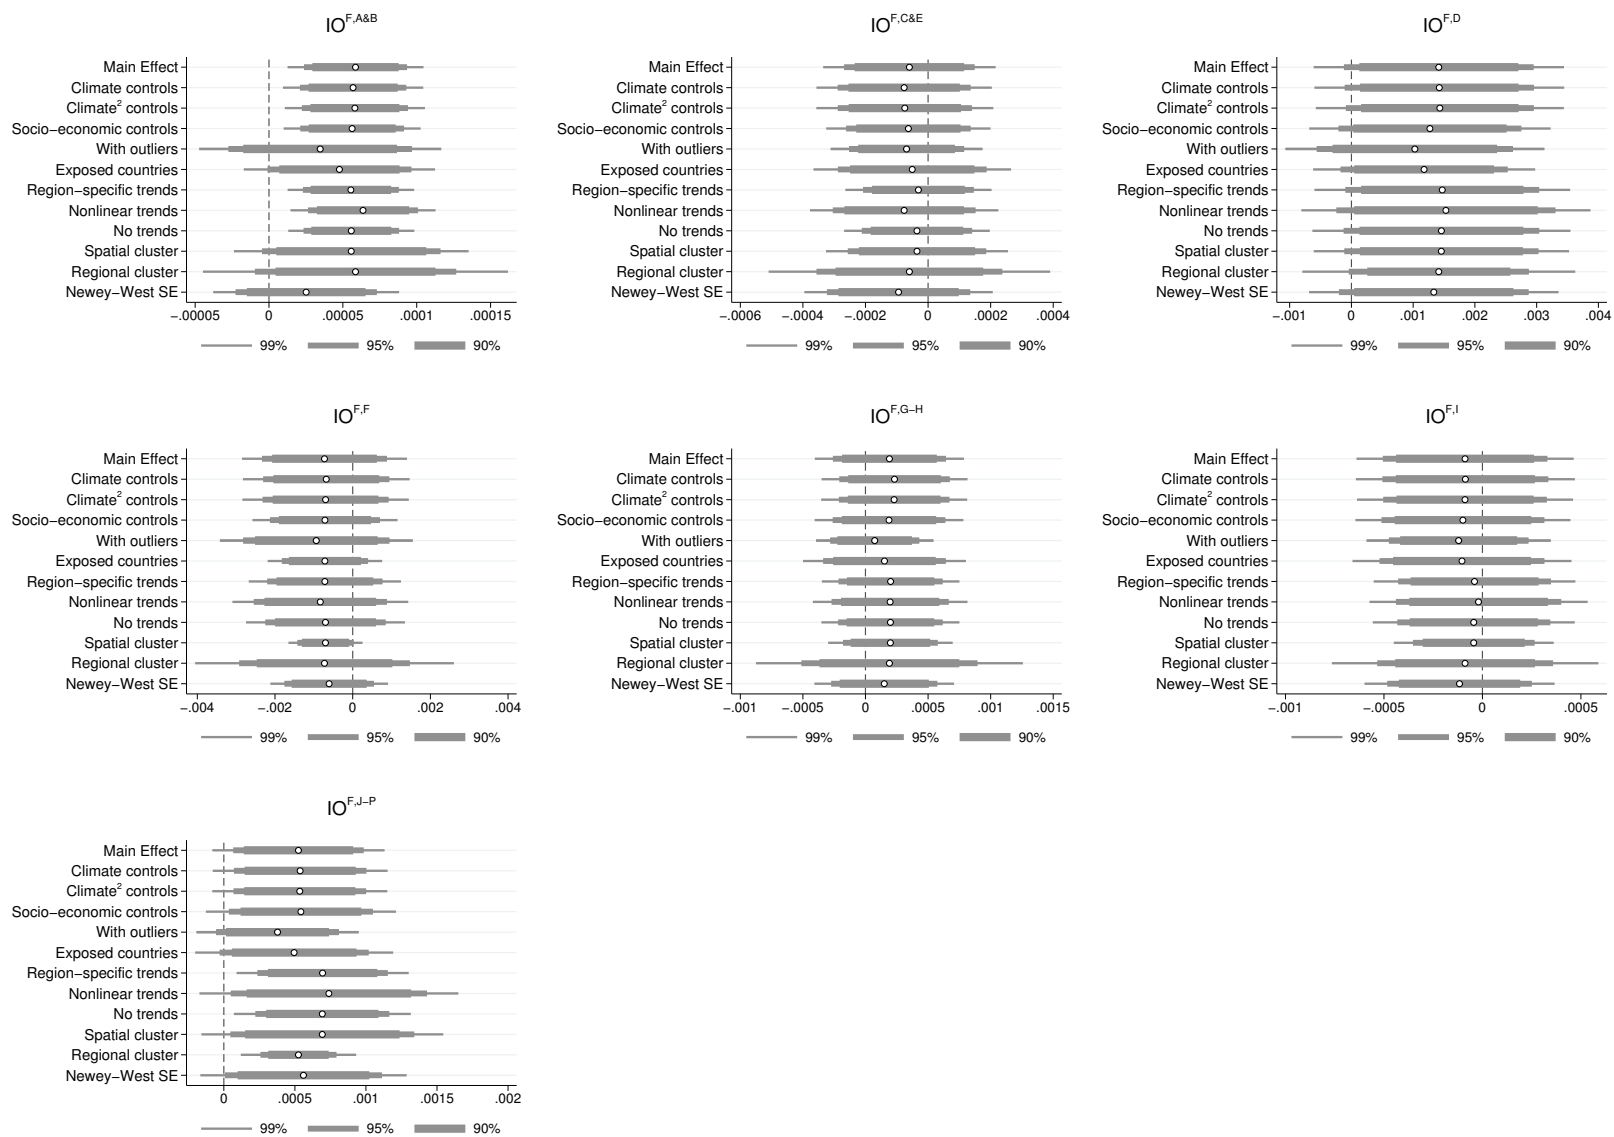 IO^F,A&B
Main Effect
Climate controls
Climate² controls
Socio−economic controls
With outliers
Exposed countries
Region−specific trends
Nonlinear trends
No trends
Spatial cluster
Regional cluster
Newey−West SE
−.00005 0 .00005 .0001 .00015
99% 95% 90%
IO^F,C&E
Main Effect
Climate controls
Climate² controls
Socio−economic controls
With outliers
Exposed countries
Region−specific trends
Nonlinear trends
No trends
Spatial cluster
Regional cluster
Newey−West SE
−.0006 −.0004 −.0002 0 .0002 .0004
99% 95% 90%
IO^F,D
Main Effect
Climate controls
Climate² controls
Socio−economic controls
With outliers
Exposed countries
Region−specific trends
Nonlinear trends
No trends
Spatial cluster
Regional cluster
Newey−West SE
−.001 0 .001 .002 .003 .004
99% 95% 90%
IO^F,F
Main Effect
Climate controls
Climate² controls
Socio−economic controls
With outliers
Exposed countries
Region−specific trends
Nonlinear trends
No trends
Spatial cluster
Regional cluster
Newey−West SE
−.004 −.002 0 .002 .004
99% 95% 90%
IO^F,G−H
Main Effect
Climate controls
Climate² controls
Socio−economic controls
With outliers
Exposed countries
Region−specific trends
Nonlinear trends
No trends
Spatial cluster
Regional cluster
Newey−West SE
−.001 −.0005 0 .0005 .001 .0015
99% 95% 90%
IO^F,I
Main Effect
Climate controls
Climate² controls
Socio−economic controls
With outliers
Exposed countries
Region−specific trends
Nonlinear trends
No trends
Spatial cluster
Regional cluster
Newey−West SE
−.001 −.0005 0 .0005
99% 95% 90%
IO^F,J−P
Main Effect
Climate controls
Climate² controls
Socio−economic controls
With outliers
Exposed countries
Region−specific trends
Nonlinear trends
No trends
Spatial cluster
Regional cluster
Newey−West SE
0 .0005 .001 .0015 .002
99% 95% 90%